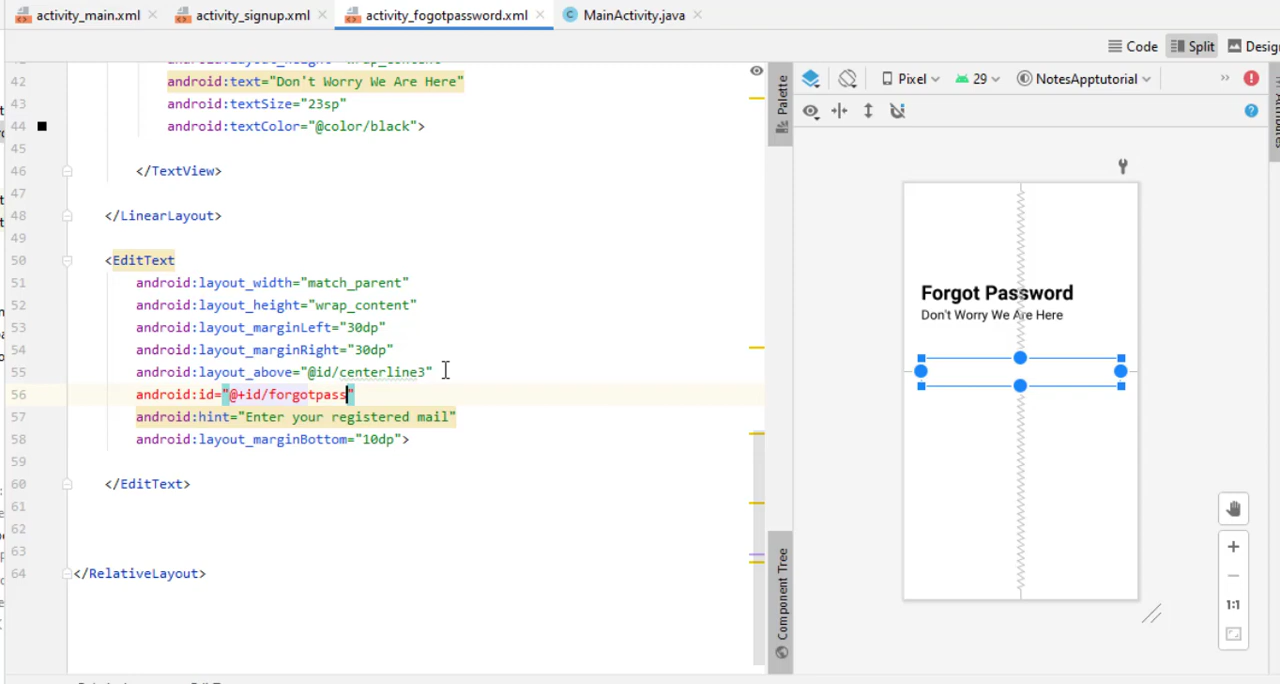 activity_main.xml activity_signup.xml activity_fogotpassword.xml MainActivity.java
Code Split Design
Pixel 29 NotesApptutorial
Palette
42 android:text="Don't Worry We Are Here"
43 android:textSize="23sp"
44 android:textColor="@color/black">
45
46 </TextView>
47
48 </LinearLayout>
49
50 <EditText
51 android:layout_width="match_parent"
52 android:layout_height="wrap_content"
53 android:layout_marginLeft="30dp"
54 android:layout_marginRight="30dp"
55 android:layout_above="@id/centerline3"
56 android:id="@+id/forgotpass"
57 android:hint="Enter your registered mail"
58 android:layout_marginBottom="10dp">
59
60 </EditText>
61
62
63
64 </RelativeLayout>
Forgot Password
Don't Worry We Are Here
Component Tree
1:1